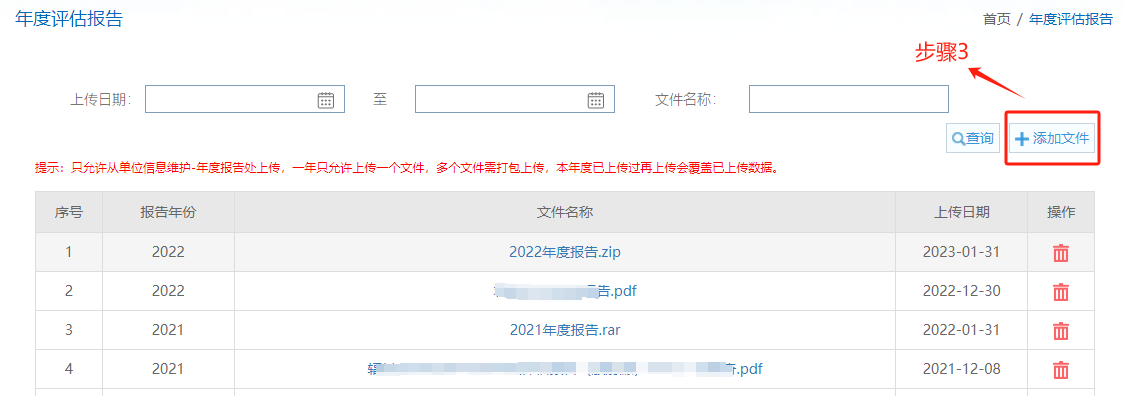 年度评估报告
首页 / 年度评估报告
步骤3
上传日期: 至 文件名称:
查询 添加文件
提示：只允许从单位信息维护-年度报告处上传，一年只允许上传一个文件，多个文件需打包上传，本年度已上传过再上传会覆盖已上传数据。
序号 报告年份 文件名称 上传日期 操作
1 2022 2022年度报告.zip 2023-01-31
2 2022 告.pdf 2022-12-30
3 2021 2021年度报告.rar 2022-01-31
4 2021 .pdf 2021-12-08